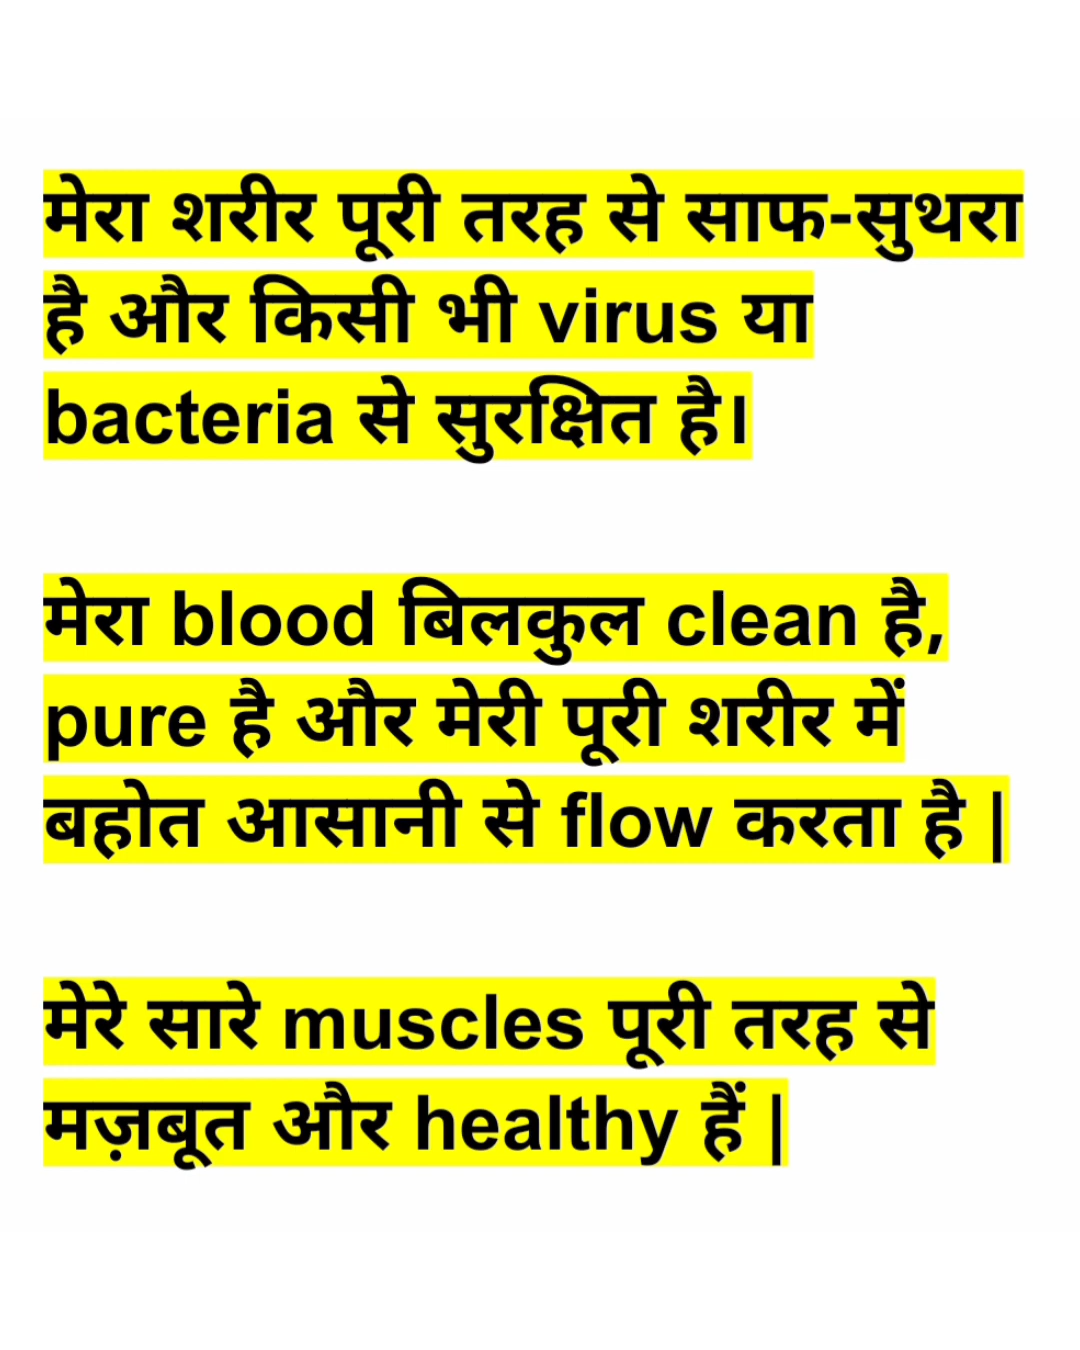 मेरा शरीर पूरी तरह से साफ-सुथरा
है और किसी भी virus या
bacteria से सुरक्षित है।
मेरा blood बिलकुल clean है,
pure है और मेरी पूरी शरीर में
बहोत आसानी से flow करता है |
मेरे सारे muscles पूरी तरह से
मज़बूत और healthy हैं |